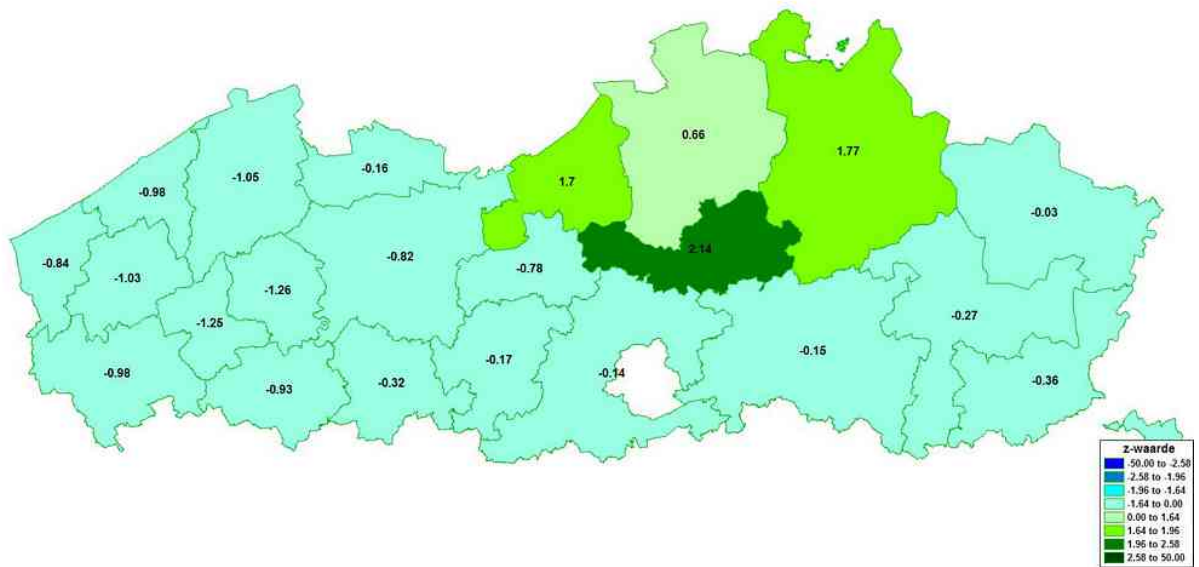 0.66
1.77
-0.16
-0.98
-1.05
1.7
-0.03
-0.84
-1.03
-0.82
2.14
-0.78
-1.26
-0.27
-1.25
-0.15
-0.17
-0.98
-0.93
-0.32
-0.14
-0.36
z-waarde
-50.00 to -2.58
-2.58 to -1.96
-1.96 to -1.64
-1.64 to 0.00
0.00 to 1.64
1.64 to 1.96
1.96 to 2.58
2.58 to 50.00